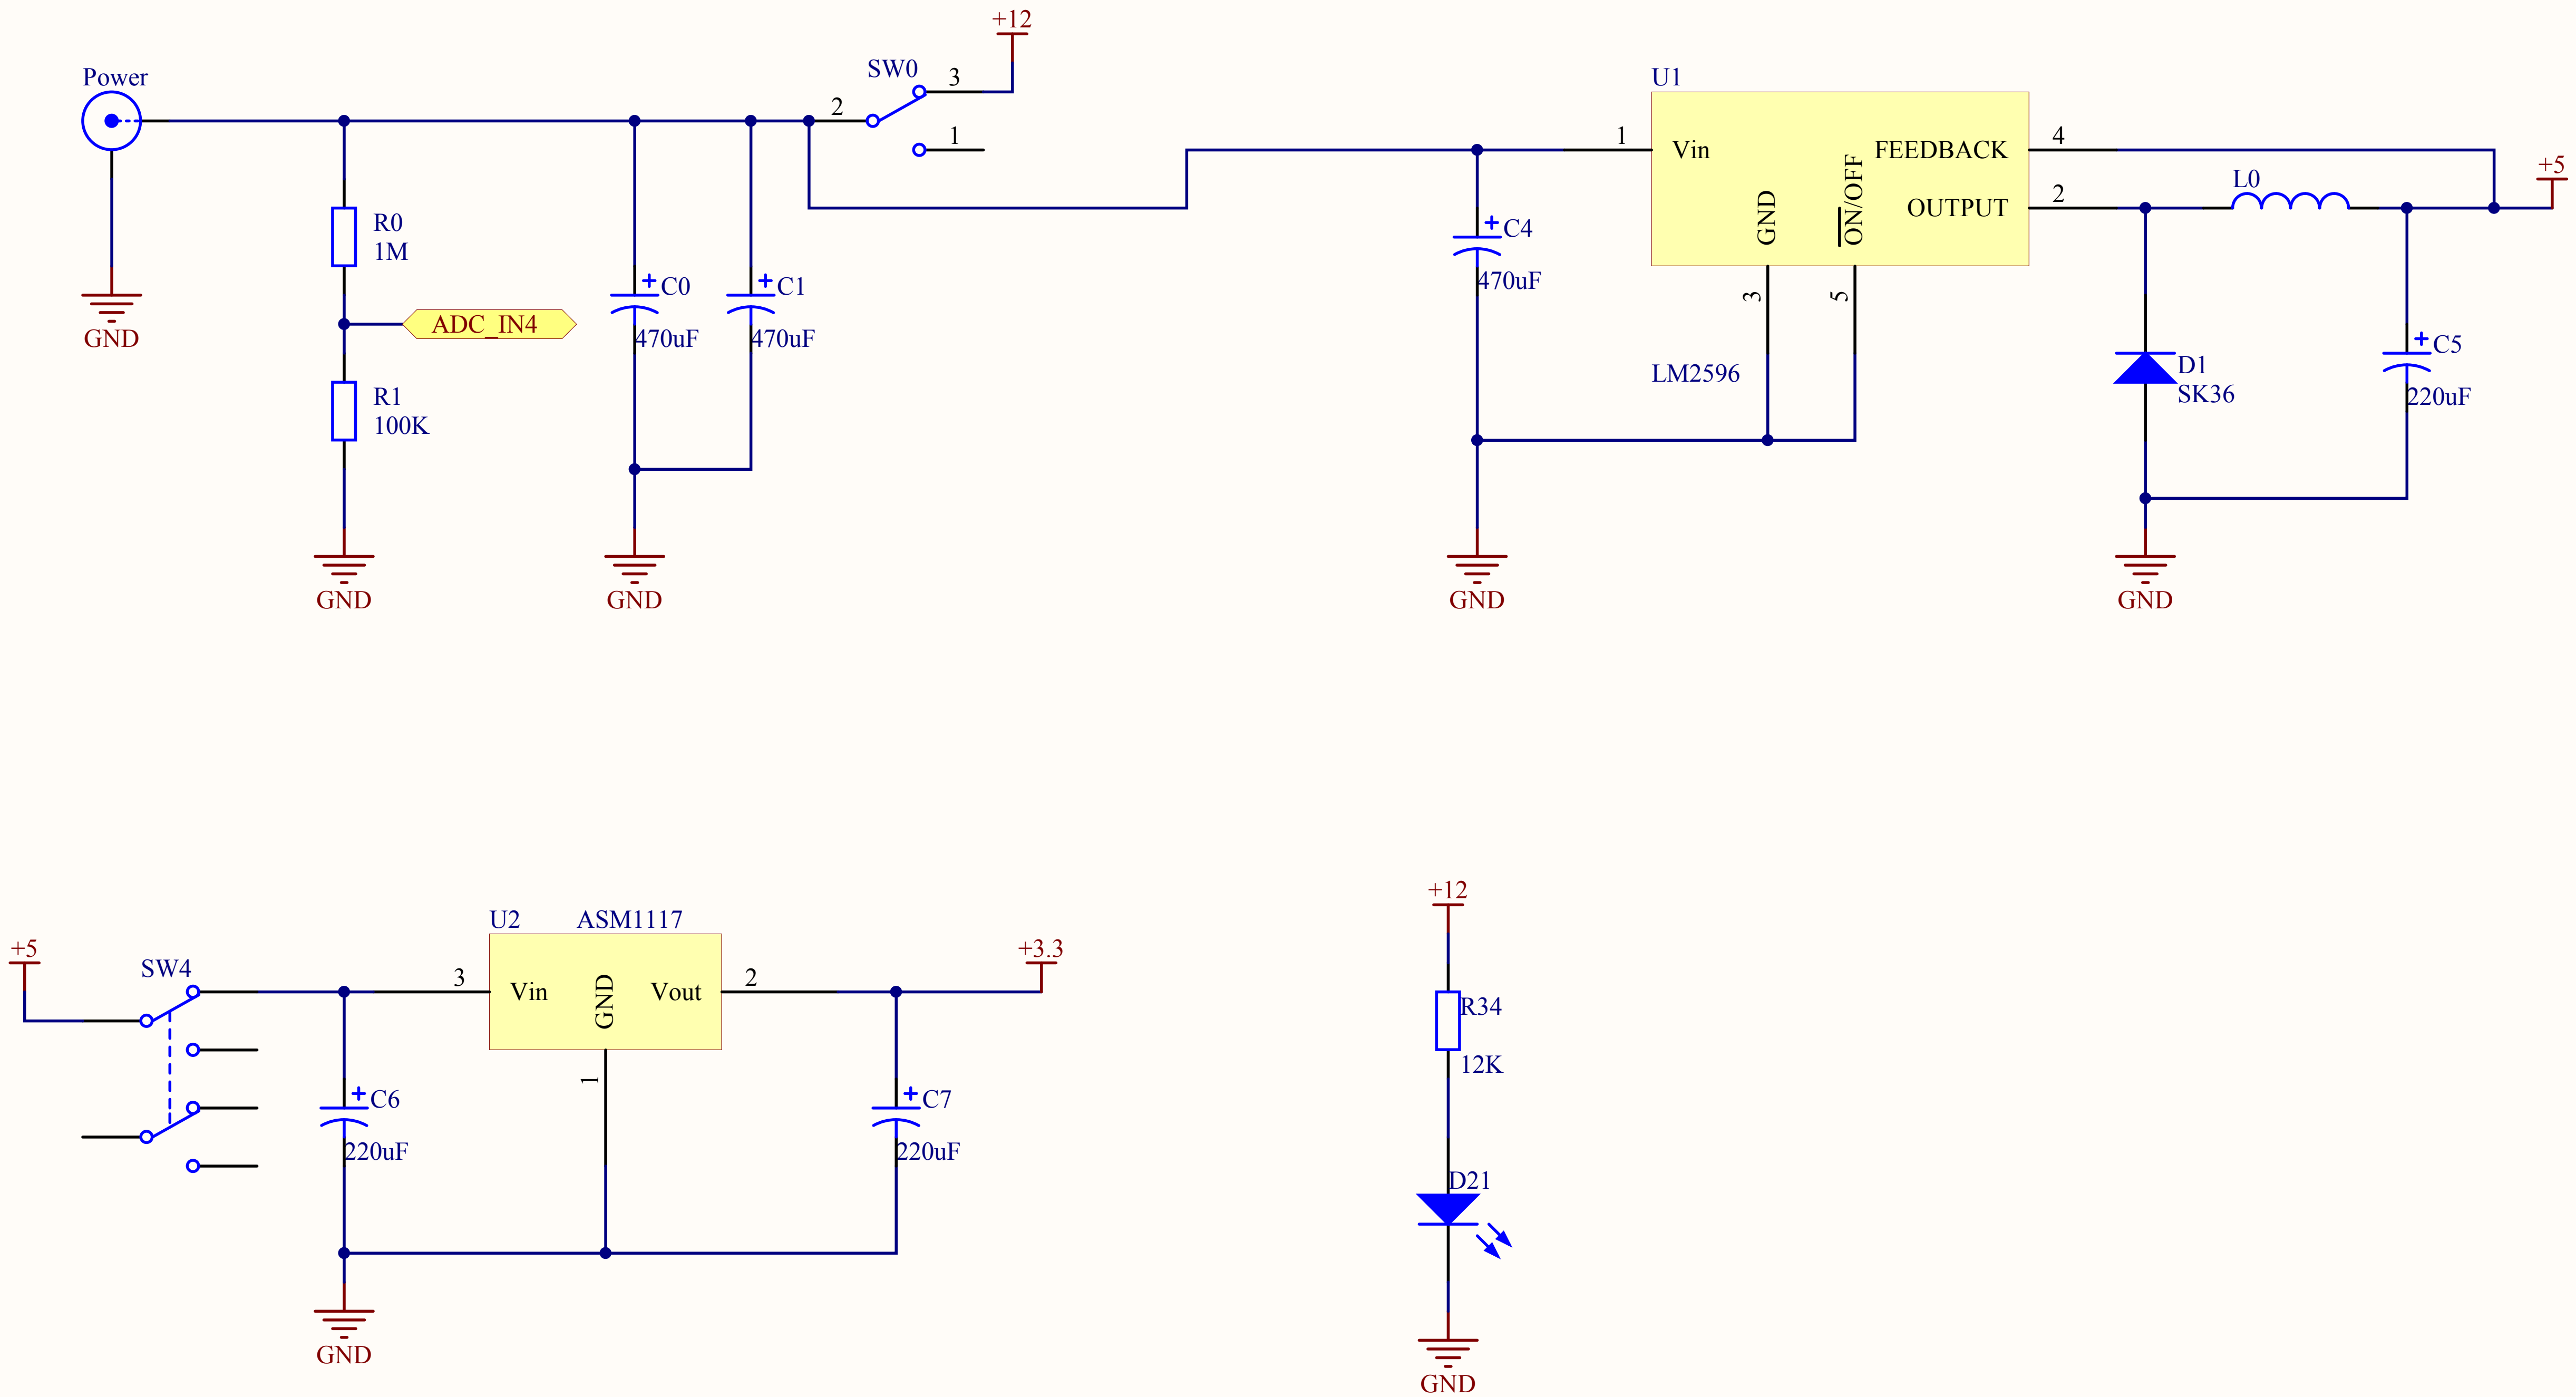 Power
GND
R0
1M
ADC_IN4
R1
100K
GND
C0
470uF
C1
470uF
GND
SW0
2
3
1
+12
C4
470uF
GND
U1
1
Vin
GND
ON/OFF
FEEDBACK
OUTPUT
4
2
3
5
LM2596
L0
+5
D1
SK36
C5
220uF
GND
+5
SW4
U2
ASM1117
3
Vin
GND
Vout
2
1
+3.3
C6
220uF
C7
220uF
GND
+12
R34
12K
D21
GND